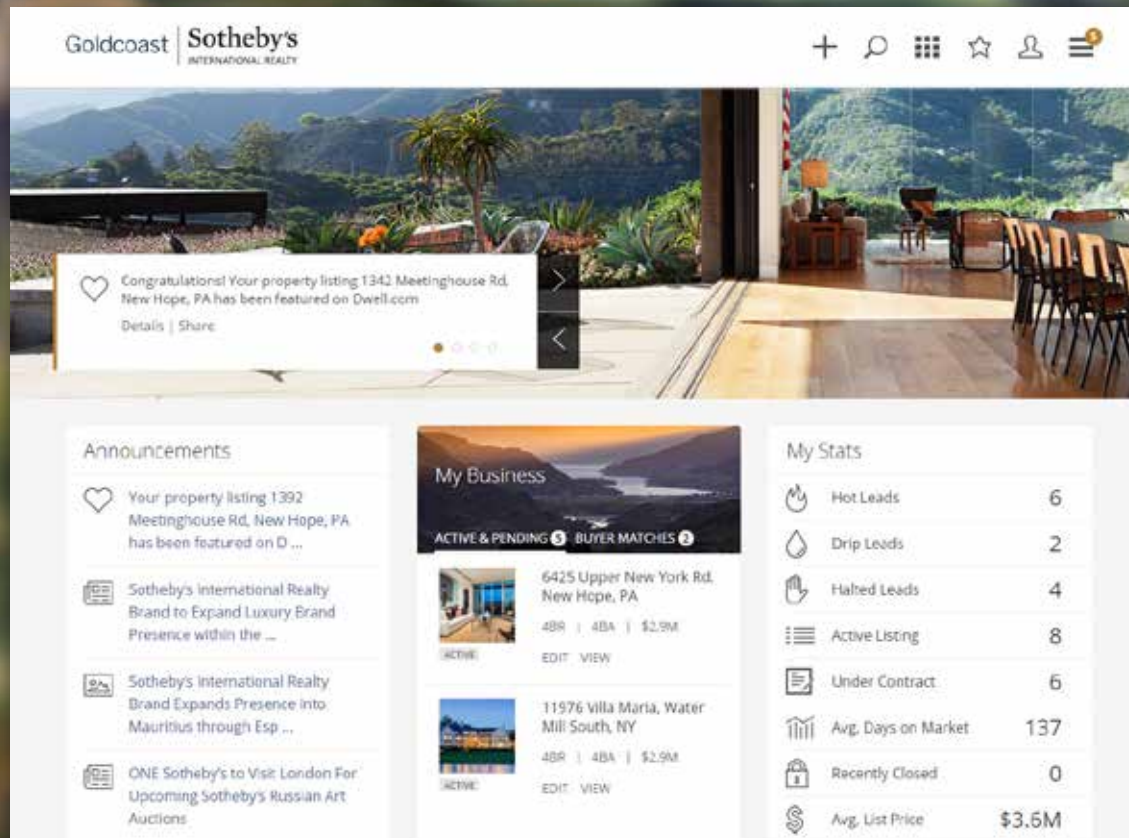 Goldcoast
Sotheby's
INTERNATIONAL REALTY
5
Congratulations! Your property listing 1342 Meetinghouse Rd,
New Hope, PA has been featured on Dwell.com
Details | Share
Announcements
Your property listing 1392
Meetinghouse Rd, New Hope, PA
has been featured on D ...
Sotheby's International Realty
Brand to Expand Luxury Brand
Presence within the ...
Sotheby's International Realty
Brand Expands Presence Into
Mauritius through Esp ...
ONE Sotheby's to Visit London For
Upcoming Sotheby's Russian Art
Auctions
My Business
ACTIVE & PENDING 5 BUYER MATCHES 2
6425 Upper New York Rd.
New Hope, PA
4BR | 4BA | $2.9M
ACTIVE
EDIT VIEW
11976 Villa Maria, Water
Mill South, NY
4BR | 4BA | $2.9M
ACTIVE
EDIT VIEW
My Stats
Hot Leads 6
Drip Leads 2
Halted Leads 4
Active Listing 8
Under Contract 6
Avg. Days on Market 137
Recently Closed 0
Avg. List Price $3.6M